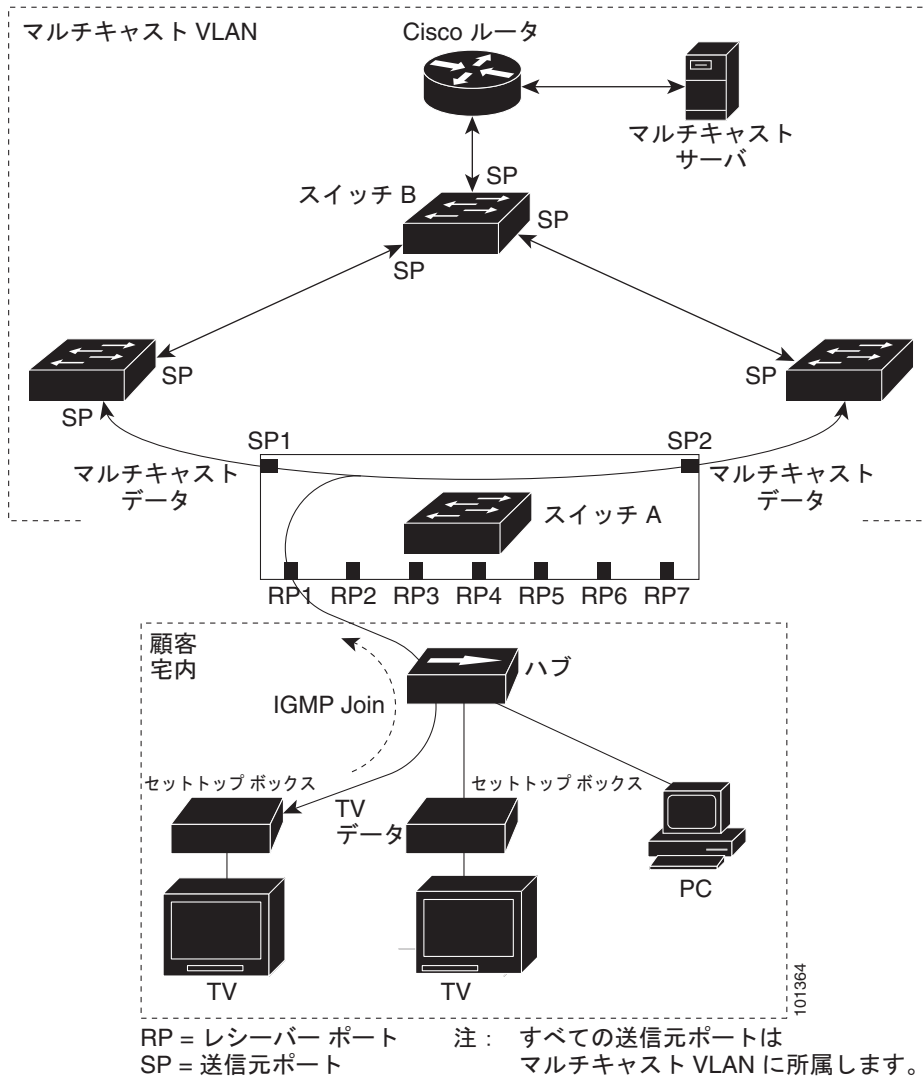 マルチキャスト VLAN
Cisco ルータ
マルチキャスト
サーバ
SP
スイッチ B
SP
SP
SP
SP
SP
SP1
SP2
マルチキャスト
データ
マルチキャスト
データ
スイッチ A
RP1
RP2
RP3
RP4
RP5
RP6
RP7
顧客
宅内
ハブ
IGMP Join
セットトップ ボックス
セットトップ ボックス
TV
データ
PC
TV
TV
101364
RP = レシーバー ポート
SP = 送信元ポート
注： すべての送信元ポートは
マルチキャスト VLAN に所属します。